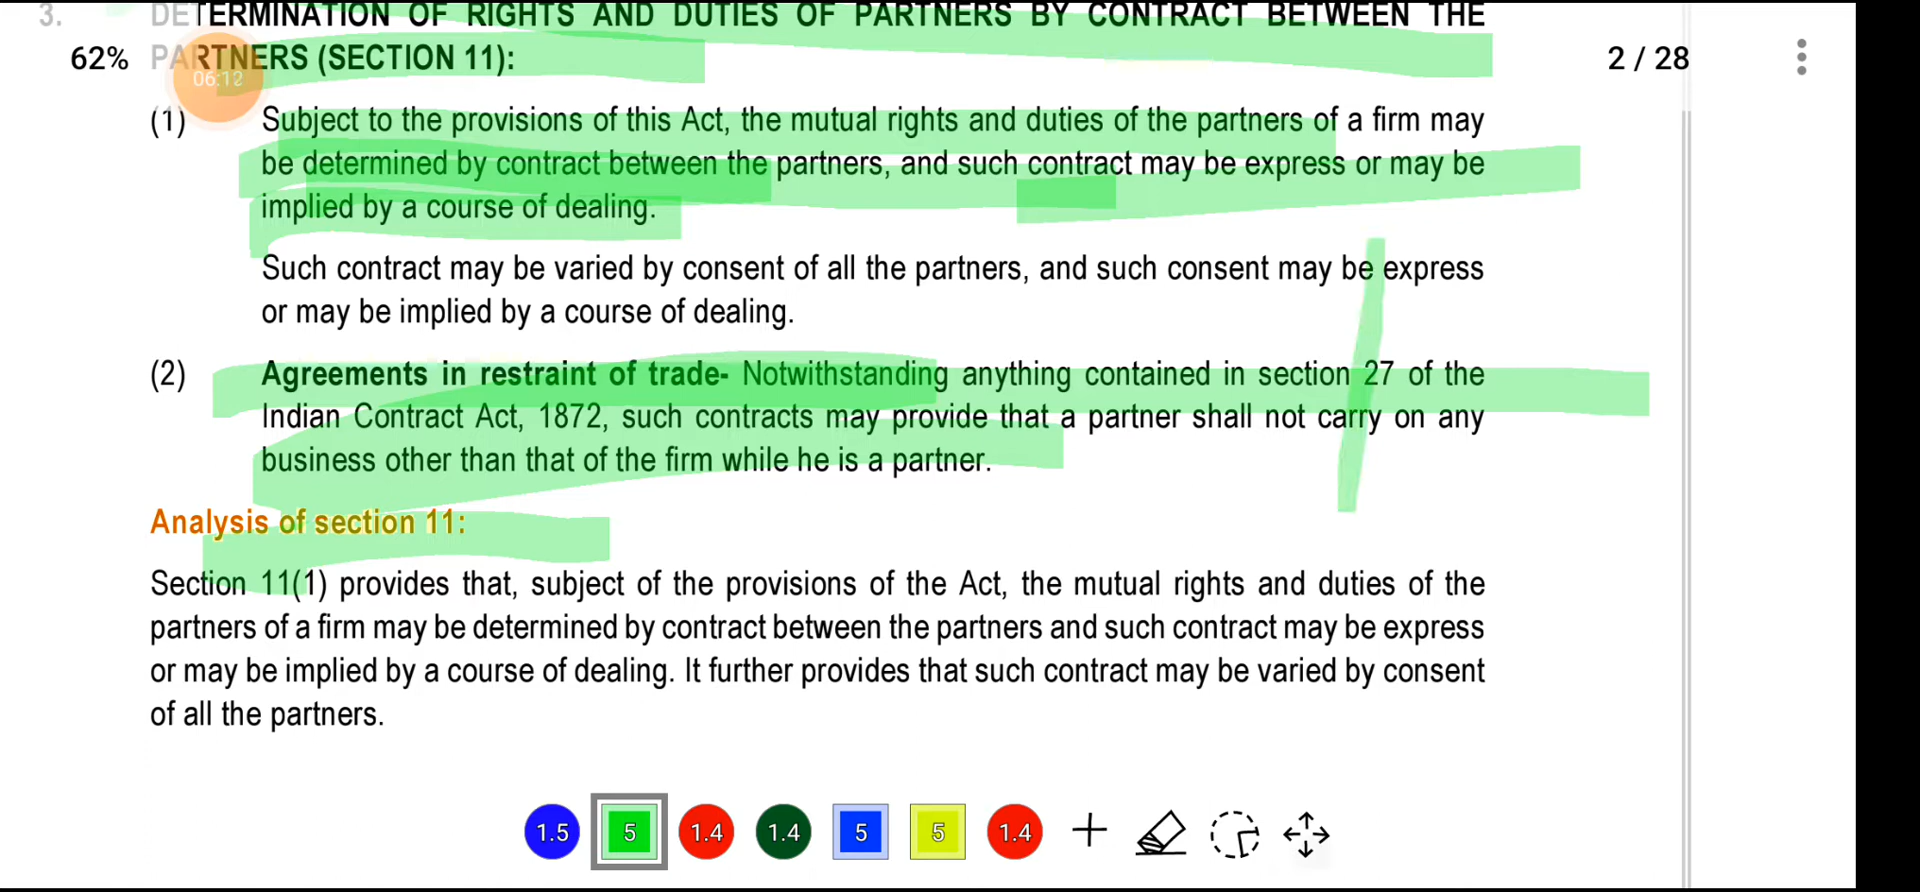 3. DETERMINATION OF RIGHTS AND DUTIES OF PARTNERS BY CONTRACT BETWEEN THE
62% PARTNERS (SECTION 11): 2 / 28
06:12
(1) Subject to the provisions of this Act, the mutual rights and duties of the partners of a firm may
be determined by contract between the partners, and such contract may be express or may be
implied by a course of dealing.
Such contract may be varied by consent of all the partners, and such consent may be express
or may be implied by a course of dealing.
(2) Agreements in restraint of trade- Notwithstanding anything contained in section 27 of the
Indian Contract Act, 1872, such contracts may provide that a partner shall not carry on any
business other than that of the firm while he is a partner.
Analysis of section 11:
Section 11(1) provides that, subject of the provisions of the Act, the mutual rights and duties of the
partners of a firm may be determined by contract between the partners and such contract may be express
or may be implied by a course of dealing. It further provides that such contract may be varied by consent
of all the partners.
1.5 5 1.4 1.4 5 5 1.4